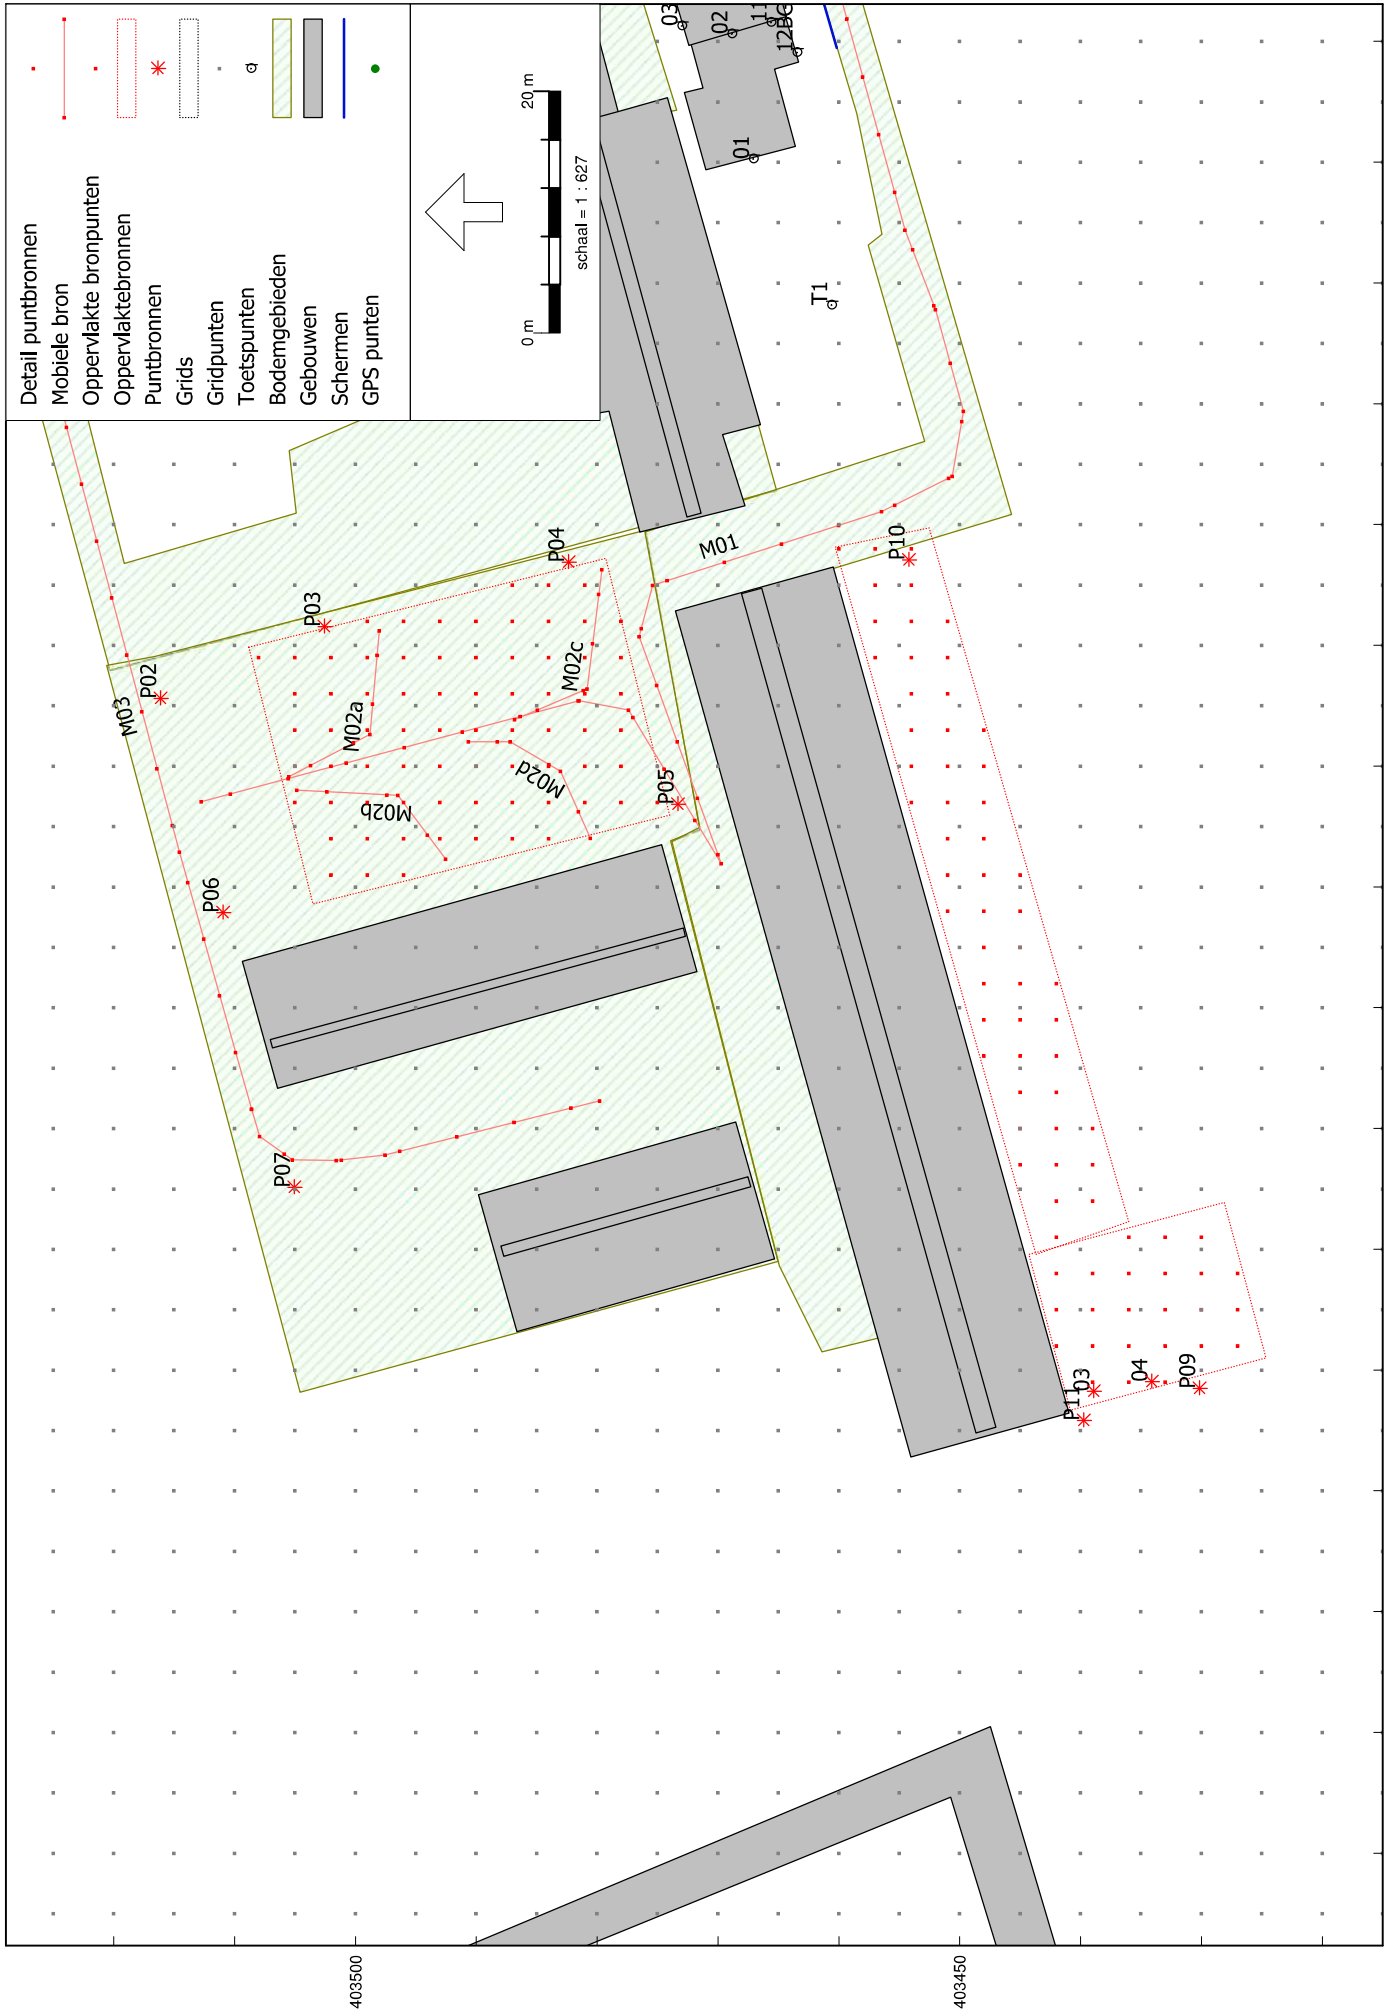 Detail puntbronnen
Mobiele bron
Oppervlakte bronpunten
Oppervlaktebronnen
Puntbronnen
Grids
Gridpunten
Toetspunten
Bodemgebieden
Gebouwen
Schermen
GPS punten
0 m
20 m
schaal = 1 : 627
03
02
01
T1
M03
P02
P03
P04
M01
P10
M02a
M02c
M02b
M02d
P05
P06
P07
P11
03
04
P09
403500
403450